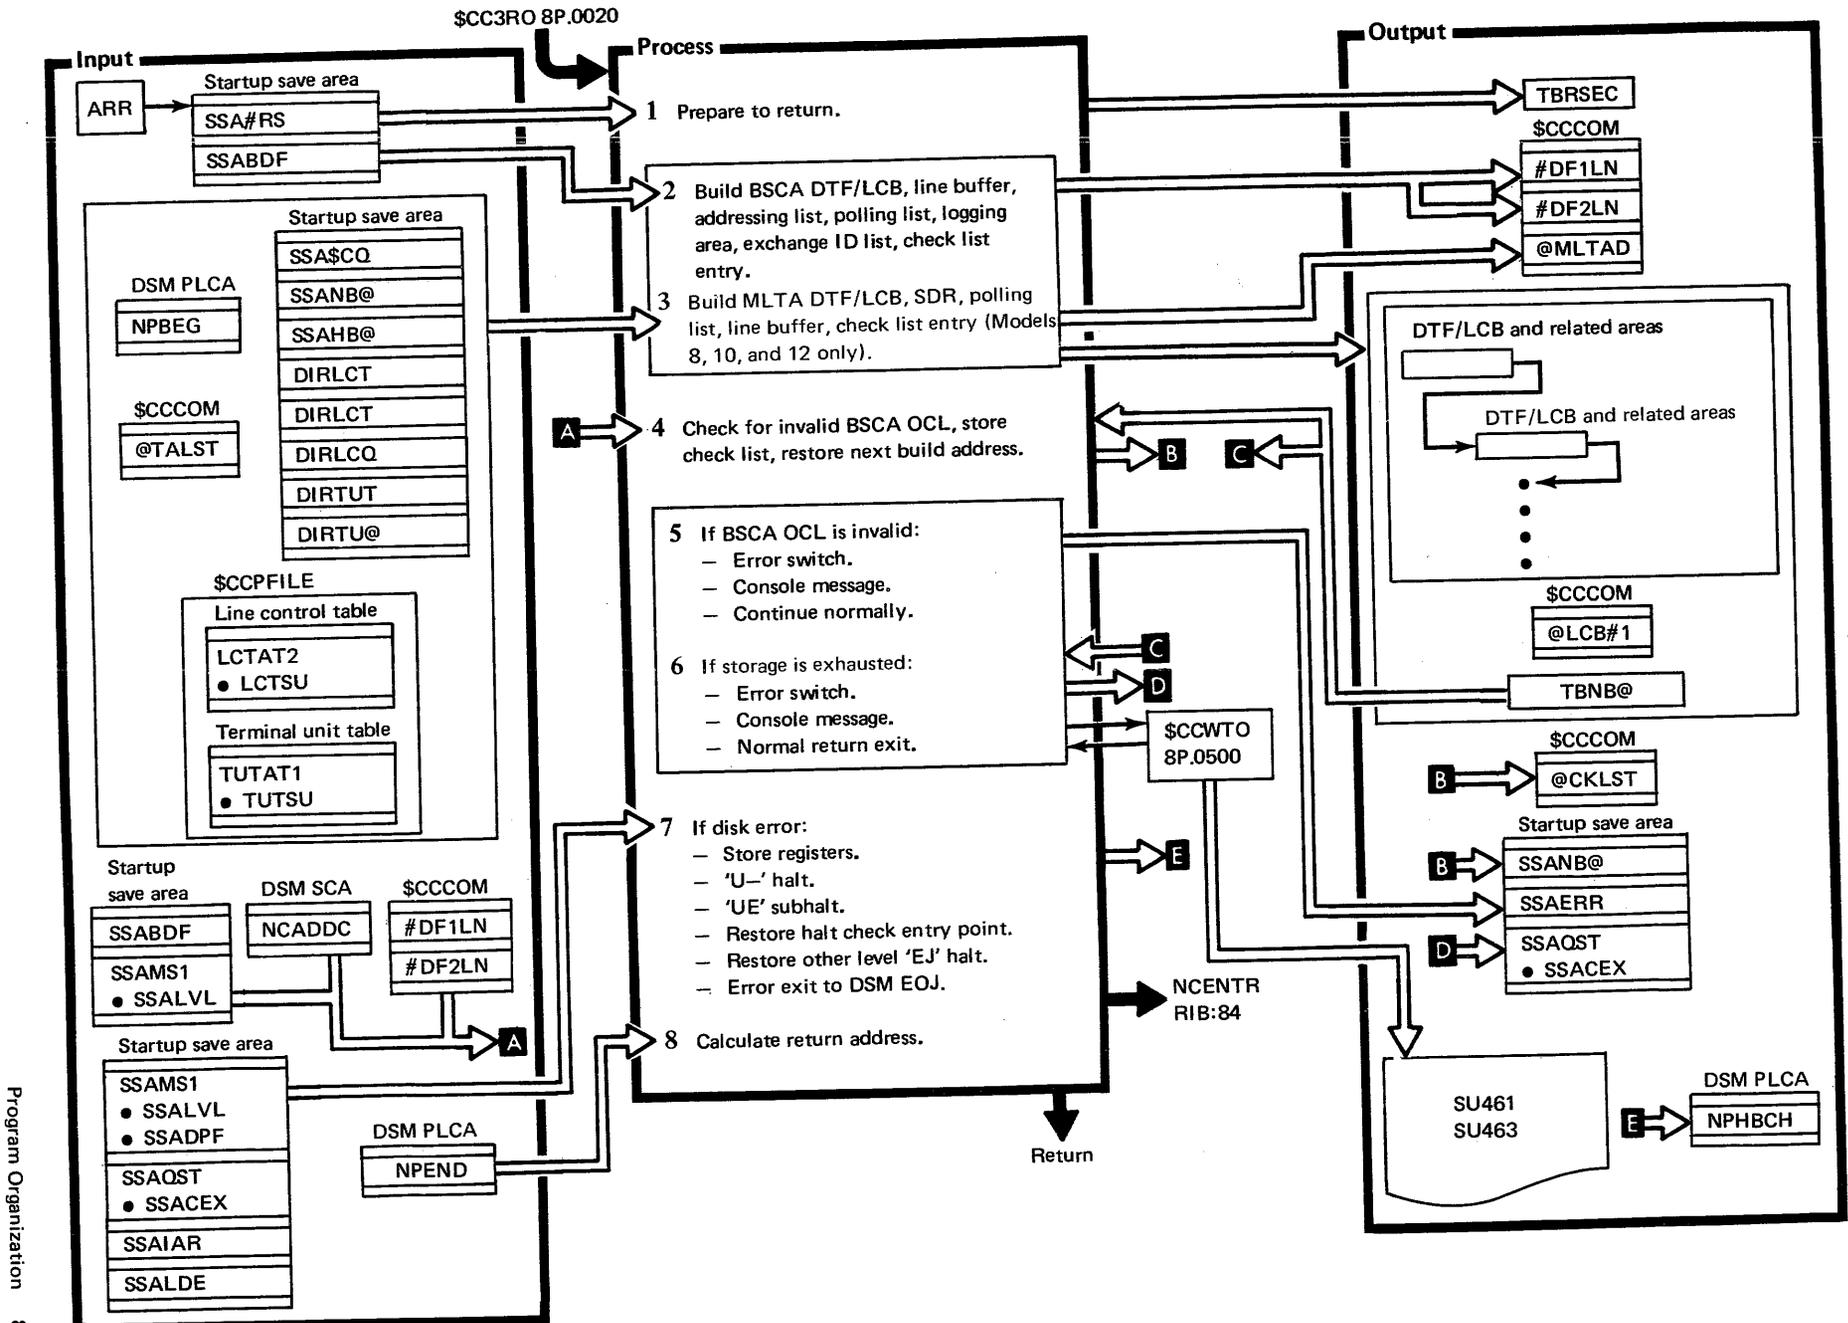 $CC3RO 8P.0020
Input
ARR
Startup save area
SSA#RS
SSABDF
Startup save area
SSA$CQ
SSANB@
SSAHB@
DIRLCT
DIRLCT
DIRLCQ
DIRTUT
DIRTU@
DSM PLCA
NPBEG
$CCCOM
@TALST
$CCPFILE
Line control table
LCTAT2
● LCTSU
Terminal unit table
TUTAT1
● TUTSU
Startup
save area
SSABDF
SSAMS1
● SSALVL
DSM SCA
NCADDC
$CCCOM
#DF1LN
#DF2LN
A
Startup save area
SSAMS1
● SSALVL
● SSADPF
SSAQST
● SSACEX
SSAIAR
SSALDE
DSM PLCA
NPEND
Process
1 Prepare to return.
2 Build BSCA DTF/LCB, line buffer,
addressing list, polling list, logging
area, exchange ID list, check list
entry.
3 Build MLTA DTF/LCB, SDR, polling
list, line buffer, check list entry (Models
8, 10, and 12 only).
A
4 Check for invalid BSCA OCL, store
check list, restore next build address.
B
C
5 If BSCA OCL is invalid:
— Error switch.
— Console message.
— Continue normally.
6 If storage is exhausted:
— Error switch.
— Console message.
— Normal return exit.
C
D
$CCWTO
8P.0500
7 If disk error:
— Store registers.
— ‘U—’ halt.
— ‘UE’ subhalt.
— Restore halt check entry point.
— Restore other level ‘EJ’ halt.
— Error exit to DSM EOJ.
E
NCENTR
RIB:84
8 Calculate return address.
Return
Output
TBRSEC
$CCCOM
#DF1LN
#DF2LN
@MLTAD
DTF/LCB and related areas
DTF/LCB and related areas
$CCCOM
@LCB#1
TBNB@
$CCCOM
B
@CKLST
Startup save area
B
SSANB@
SSAERR
D
SSAQST
● SSACEX
SU461
SU463
E
DSM PLCA
NPHBCH
Program Organization